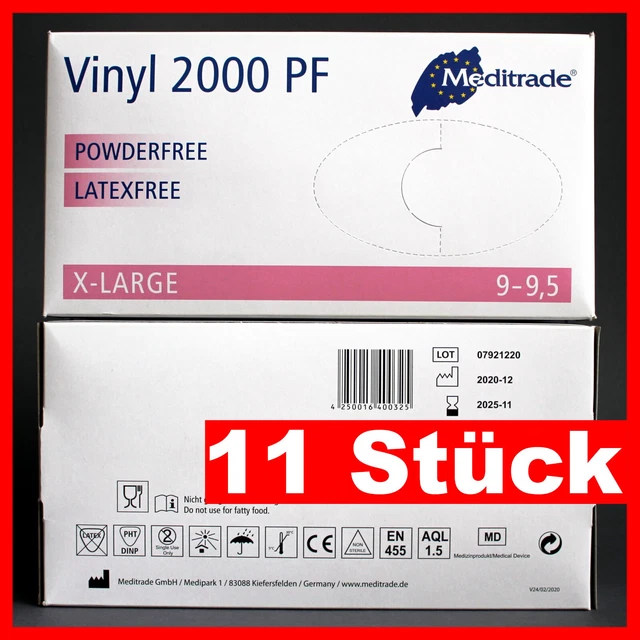 Vinyl 2000 PF
Meditrade®
POWDERFREE
LATEXFREE
X-LARGE 9–9,5
LOT 07921220
2020-12
2025-11
4 250016 400325
11 Stück
Do not use for fatty food.
LATEX
PHT
DINP
2
Single Use
Only
CE
NON
STERILE
EN
455
AQL
1.5
MD
Medizinprodukt/Medical Device
Meditrade GmbH / Medipark 1 / 83088 Kiefersfelden / Germany / www.meditrade.de
V24/02/2020